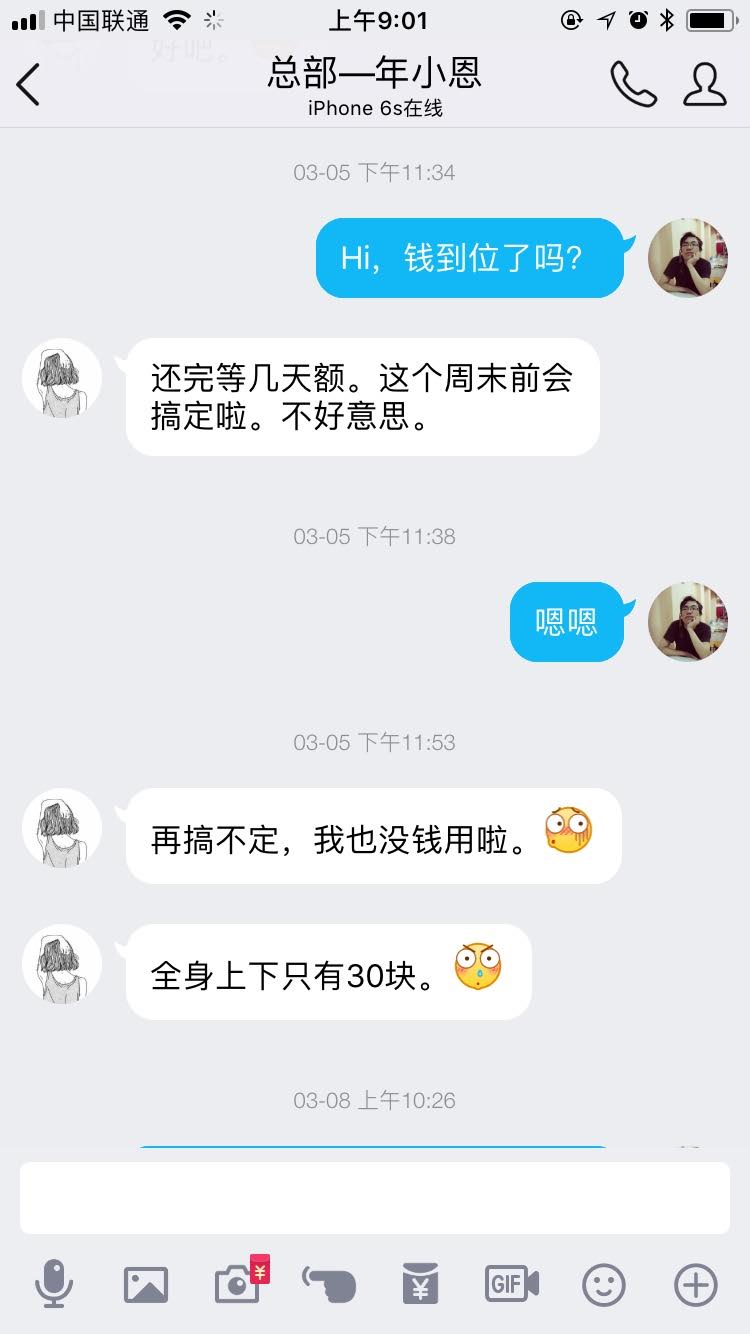 中国联通
上午9:01
好吧。
总部—年小恩
iPhone 6s在线
03-05 下午11:34
Hi，钱到位了吗？
还完等几天额。这个周末前会
搞定啦。不好意思。
03-05 下午11:38
嗯嗯
03-05 下午11:53
再搞不定，我也没钱用啦。
全身上下只有30块。
03-08 上午10:26
¥
¥
GIF